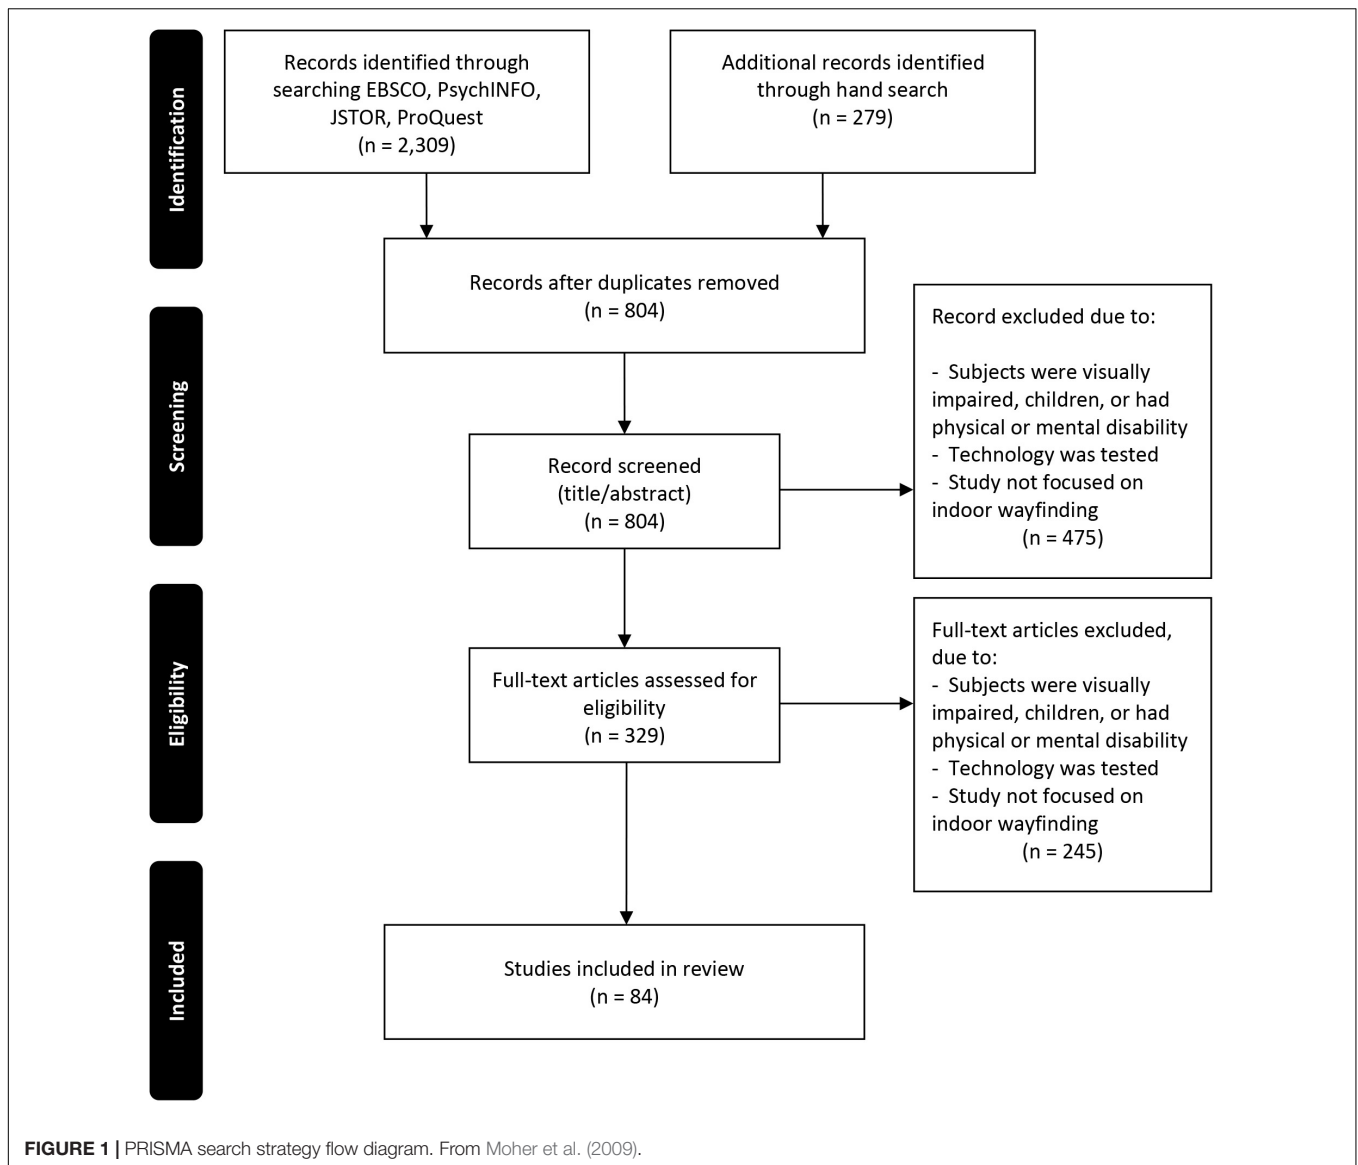 Identification
Records identified through
searching EBSCO, PsychINFO,
JSTOR, ProQuest
(n = 2,309)
Additional records identified
through hand search
(n = 279)
Records after duplicates removed
(n = 804)
Screening
Record screened
(title/abstract)
(n = 804)
Record excluded due to:
- Subjects were visually
impaired, children, or had
physical or mental disability
- Technology was tested
- Study not focused on
indoor wayfinding
(n = 475)
Eligibility
Full-text articles assessed for
eligibility
(n = 329)
Full-text articles excluded,
due to:
- Subjects were visually
impaired, children, or had
physical or mental disability
- Technology was tested
- Study not focused on
indoor wayfinding
(n = 245)
Included
Studies included in review
(n = 84)
FIGURE 1 | PRISMA search strategy flow diagram. From Moher et al. (2009).